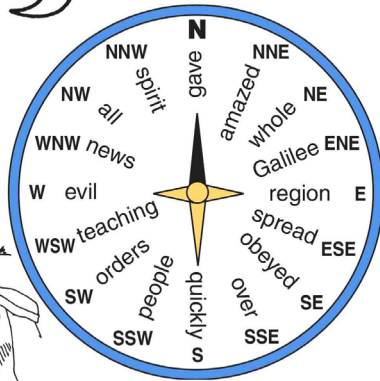 N
gave
NNE
amazed
NE
whole
ENE
Galilee
E
region
ESE
spread
SE
obeyed
SSE
over
S
quickly
SSW
people
SW
orders
WSW
teaching
W
evil
WNW
news
NW
all
NNW
spirit